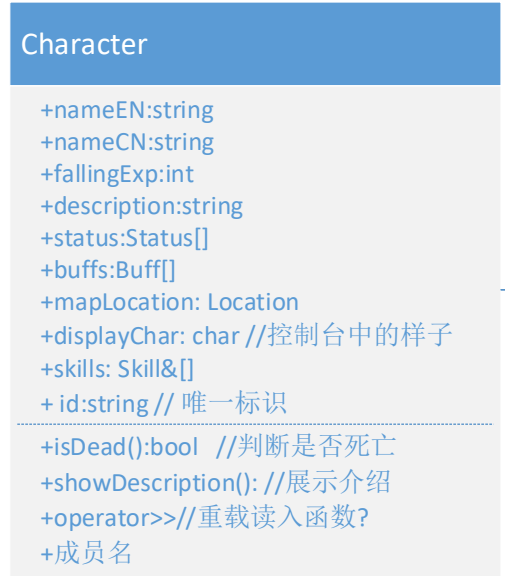 Character
+nameEN:string
+nameCN:string
+fallingExp:int
+description:string
+status:Status[]
+buffs:Buff[]
+mapLocation: Location
+displayChar: char //控制台中的样子
+skills: Skill&[]
+ id:string // 唯一标识
+isDead():bool //判断是否死亡
+showDescription(): //展示介绍
+operator>>//重载读入函数?
+成员名